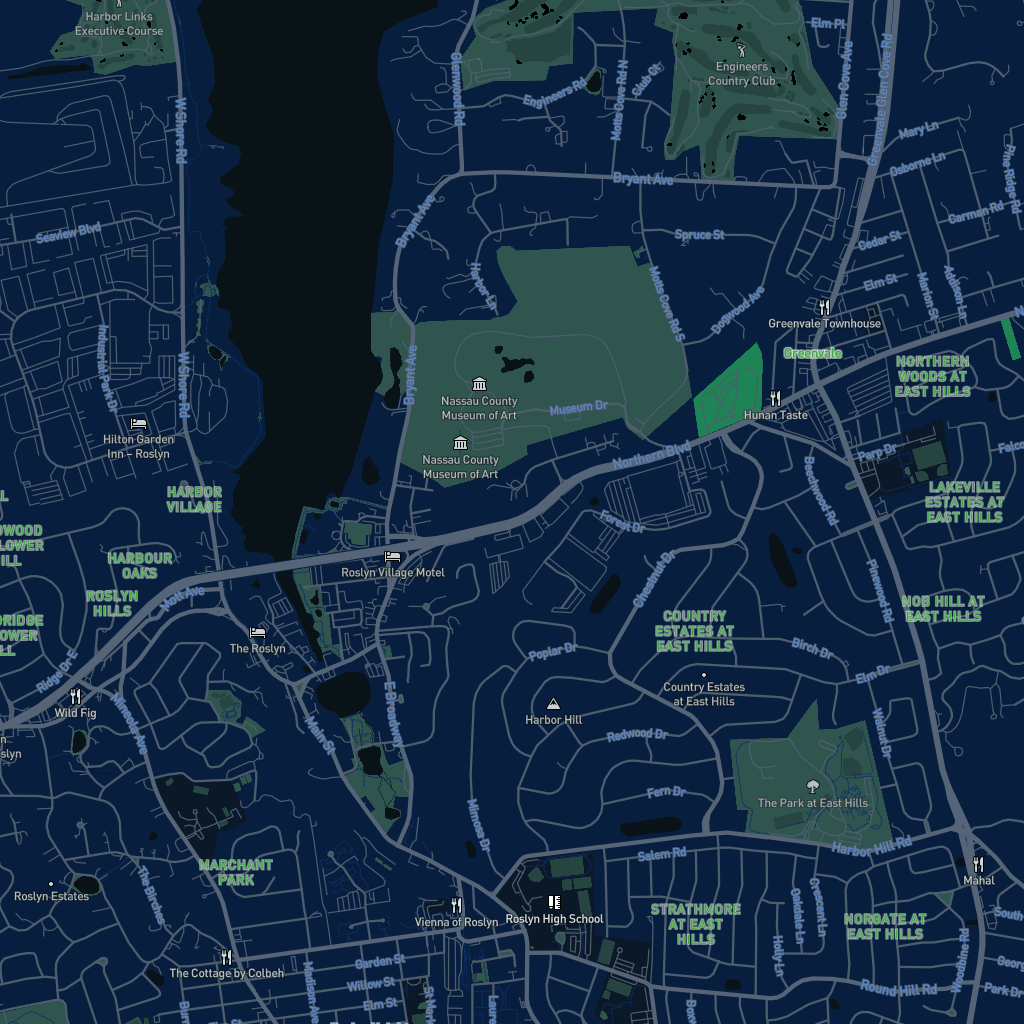 Harbor Links
Executive Course
Elm Pl
Engineers
Country Club
Glen Cove Ave
Greenvale Glen Cove Rd
Glenwood Rd
Engineers Rd
Motts Cove Rd N
Club Ct
W Shore Rd
Mary Ln
Osborne Ln
Pine Ridge Rd
Bryant Ave
Bryant Ave
Carman Rd
Seaview Blvd
Spruce St
Cedar St
Harbor Ln
Motts Cove Rd S
Elm St
Marion St
Addison Ln
Dogwood Ave
Greenvale Townhouse
N
Industrial Park Dr
W Shore Rd
Bryant Ave
Greenvale
NORTHERN
WOODS AT
EAST HILLS
Nassau County
Museum of Art
Museum Dr
Hunan Taste
Hilton Garden
Inn – Roslyn
Nassau County
Museum of Art
Northern Blvd
Parp Dr
Falco
HARBOR
VILLAGE
Beechwood Rd
LAKEVILLE
ESTATES AT
EAST HILLS
Forest Dr
HARBOUR
OAKS
Roslyn Village Motel
Chestnut Dr
Pinewood Rd
ROSLYN
HILLS
Mott Ave
NOB HILL AT
EAST HILLS
COUNTRY
ESTATES AT
EAST HILLS
The Roslyn
Poplar Dr
Birch Dr
Ridge Dr E
Elm Dr
Country Estates
at East Hills
Wild Fig
Mineola Ave
Main St
E Broadway
Harbor Hill
Redwood Dr
Walnut Dr
Fern Dr
The Park at East Hills
Mimosa Dr
Harbor Hill Rd
Salem Rd
MARCHANT
PARK
The Birches
Roslyn Estates
Mahal
Vienna of Roslyn
Roslyn High School
STRATHMORE
AT EAST
HILLS
Oakdale Ln
Crescent Ln
NORGATE AT
EAST HILLS
South
Holly Ln
Woodbine Rd
The Cottage by Colbeh
Garden St
Willow St
Elm St
Madison Ave
Round Hill Rd
Georg
Park Dr